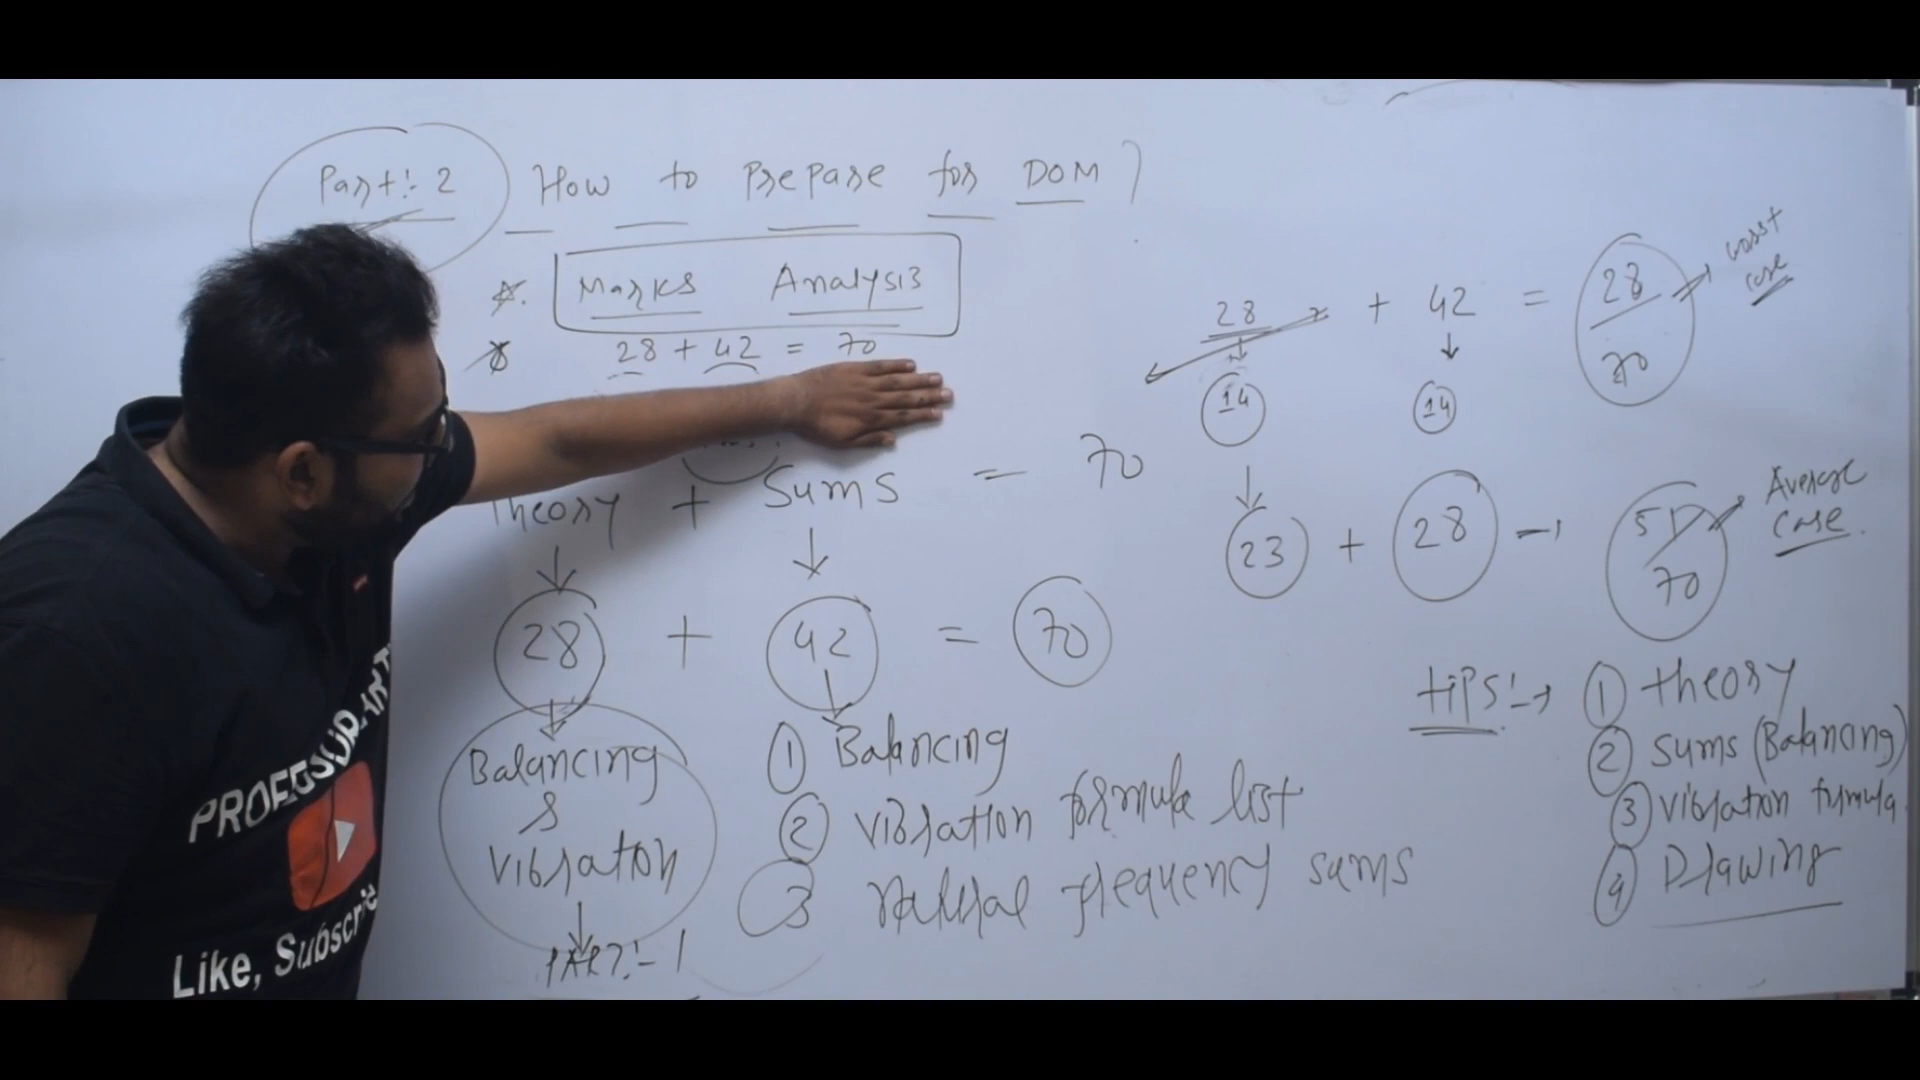 Part:- 2 How to Prepare for DOM?
Marks Analysis
28 + 42 = 70
Theory + Sums = 70
28 + 42 = 70
Balancing
&
vibration
PART:- 1
① Balancing
② vibration formula list
③ natural frequency sums
28 + 42 = 28/70 worst case
14 14
23 + 28 → 51/70 Average case.
tips:→ ① theory
② sums (Balancing)
③ vibration formula
④ Drawing
Like, Subscribe